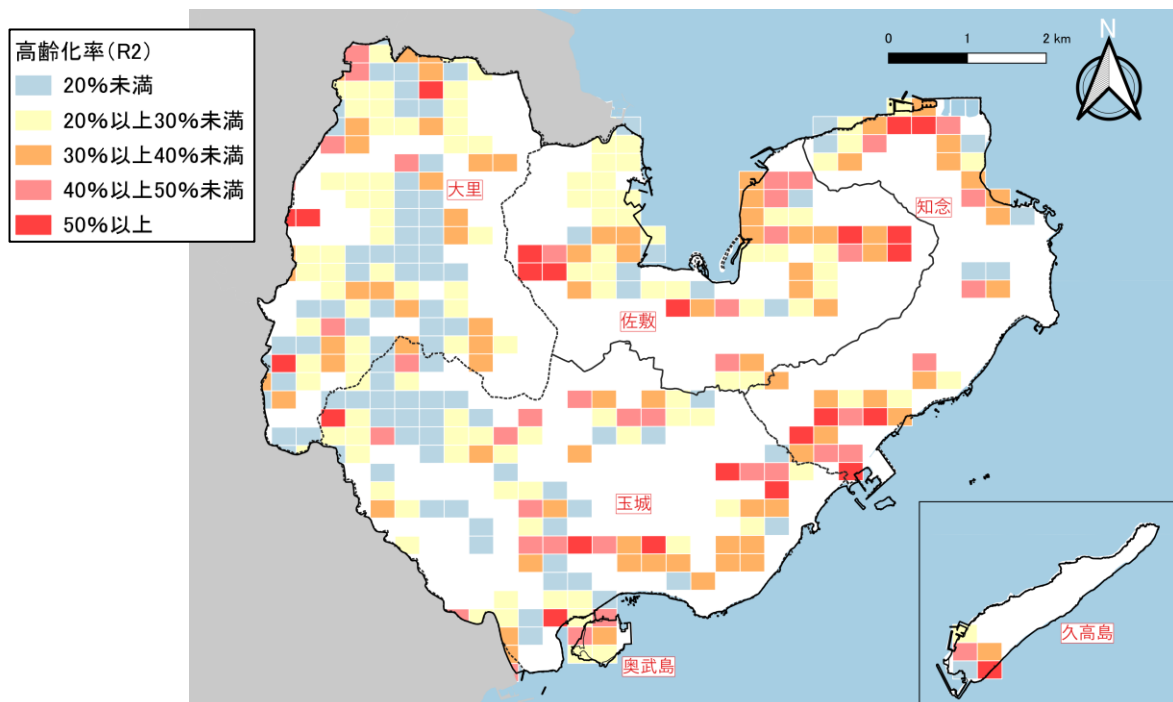 高齢化率(R2)
20%未満
20%以上30%未満
30%以上40%未満
40%以上50%未満
50%以上
0 1 2 km
N
大里
知念
佐敷
玉城
奥武島
久高島